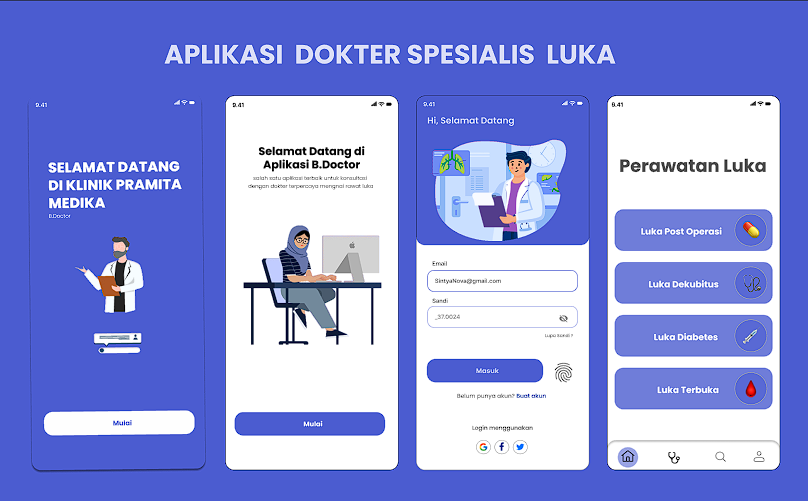 APLIKASI DOKTER SPESIALIS LUKA
9.41
SELAMAT DATANG
DI KLINIK PRAMITA
MEDIKA
B.Doctor
Mulai
9.41
Selamat Datang di
Aplikasi B.Doctor
salah satu aplikasi terbaik untuk konsultasi
dengan dokter terpercaya mengnai rawat luka
Mulai
9.41
Hi, Selamat Datang
Email
SintyaNova@gmail.com
Sandi
_37.0024
Lupa Sandi ?
Masuk
Belum punya akun? Buat akun
Login menggunakan
9.41
Perawatan Luka
Luka Post Operasi
Luka Dekubitus
Luka Diabetes
Luka Terbuka